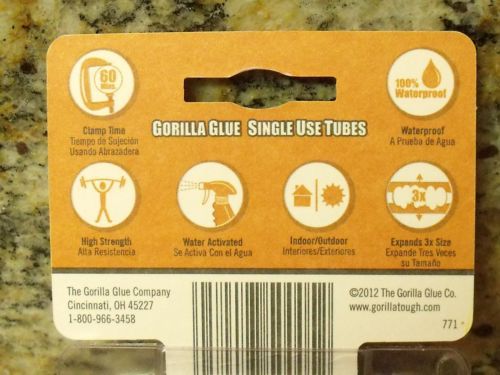 60
Mins.
Clamp Time
Tiempo de Sujeción
Usando Abrazadera
GORILLA GLUE SINGLE USE TUBES
100%
Waterproof
Waterproof
A Prueba de Agua
High Strength
Alta Resistencia
Water Activated
Se Activa Con el Agua
Indoor/Outdoor
Interiores/Exteriores
3x
Expands 3x Size
Expande Tres Veces
su Tamaño
The Gorilla Glue Company
Cincinnati, OH 45227
1-800-966-3458
©2012 The Gorilla Glue Co.
www.gorillatough.com
771